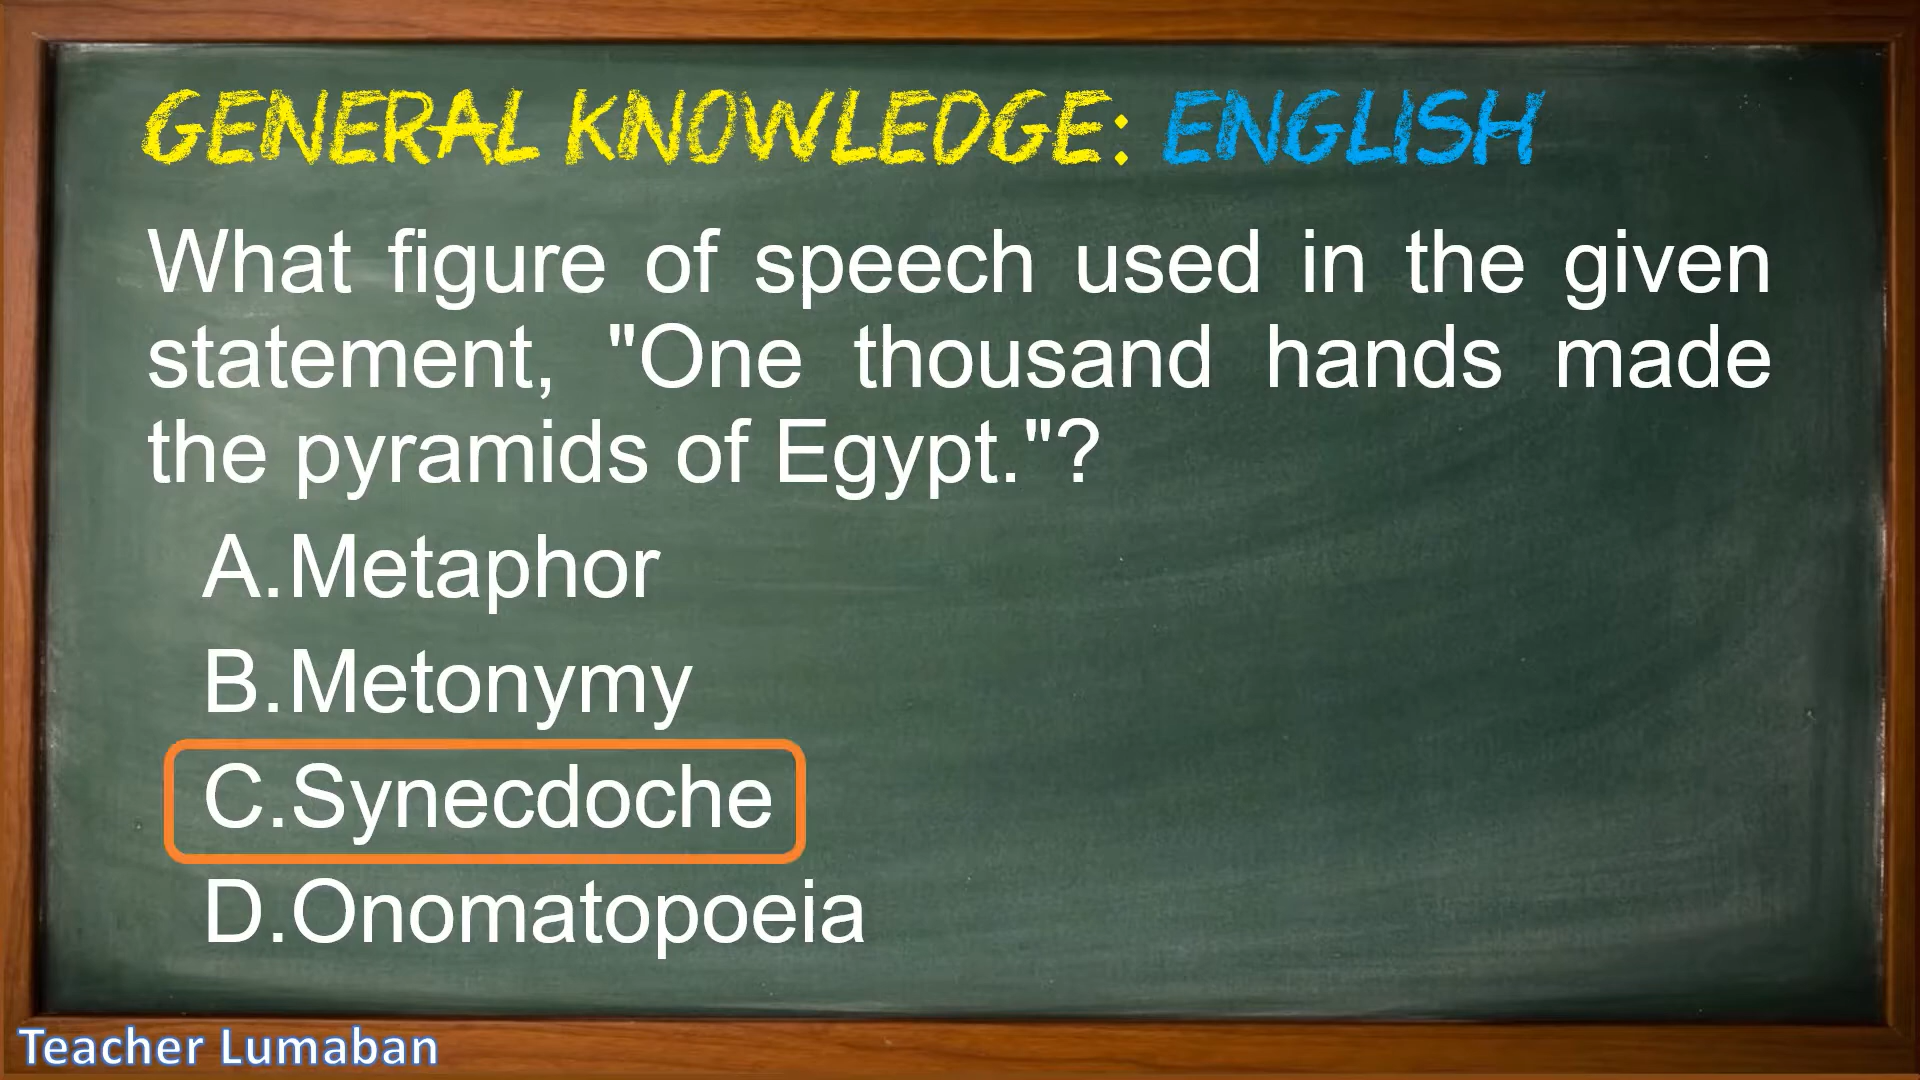 GENERAL KNOWLEDGE: ENGLISH
What figure of speech used in the given
statement, "One thousand hands made
the pyramids of Egypt."?
A.Metaphor
B.Metonymy
C.Synecdoche
D.Onomatopoeia
Teacher Lumaban